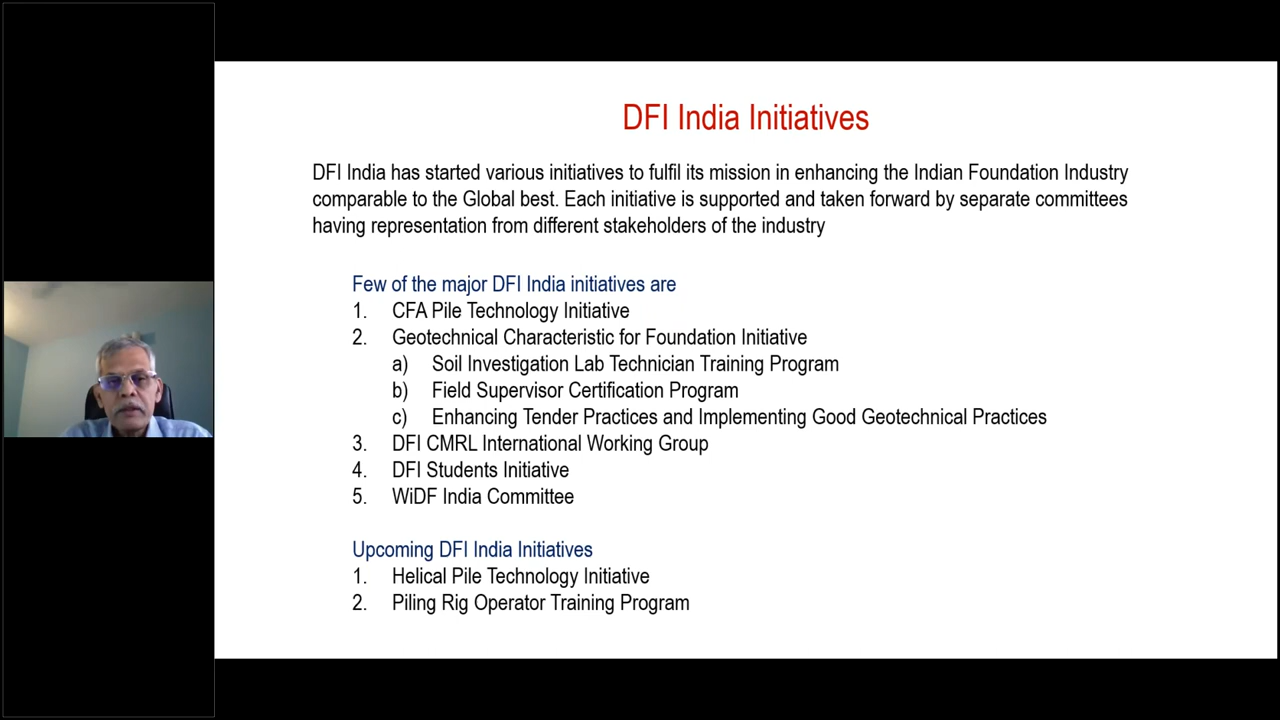 DFI India Initiatives
DFI India has started various initiatives to fulfil its mission in enhancing the Indian Foundation Industry
comparable to the Global best. Each initiative is supported and taken forward by separate committees
having representation from different stakeholders of the industry
Few of the major DFI India initiatives are
1. CFA Pile Technology Initiative
2. Geotechnical Characteristic for Foundation Initiative
a) Soil Investigation Lab Technician Training Program
b) Field Supervisor Certification Program
c) Enhancing Tender Practices and Implementing Good Geotechnical Practices
3. DFI CMRL International Working Group
4. DFI Students Initiative
5. WiDF India Committee
Upcoming DFI India Initiatives
1. Helical Pile Technology Initiative
2. Piling Rig Operator Training Program